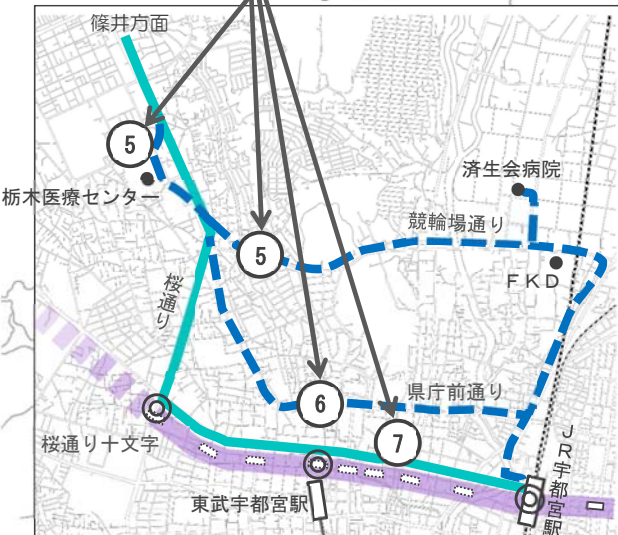 篠井方面
5
栃木医療センター
済生会病院
競輪場通り
5
FKD
桜通り
6
県庁前通り
7
桜通り十文字
東武宇都宮駅
JR宇都宮駅